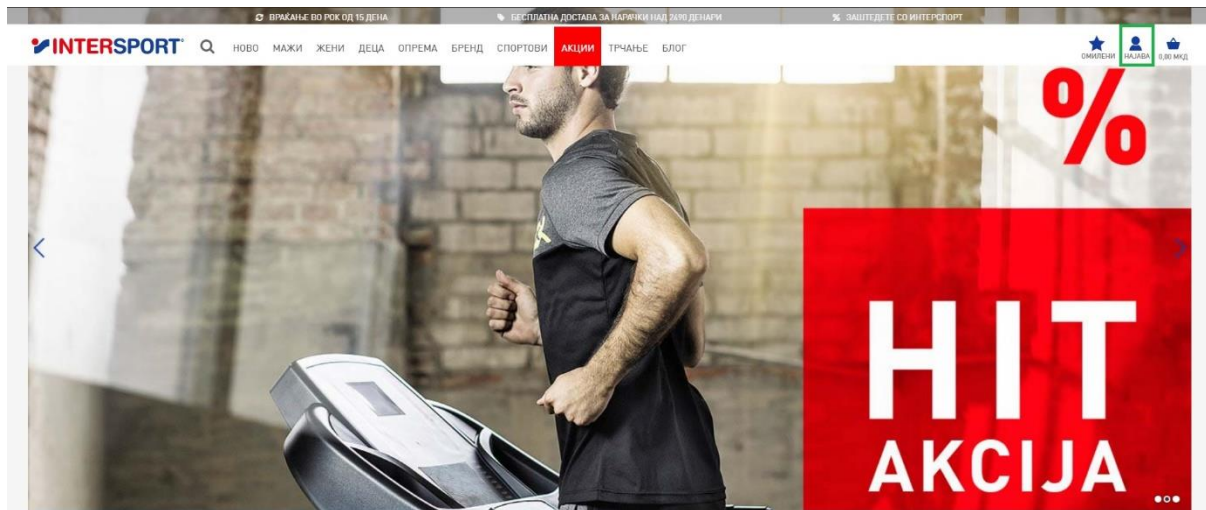 ВРАЌАЊЕ ВО РОК ОД 15 ДЕНА
БЕСПЛАТНА ДОСТАВА ЗА НАРАЧКИ НАД 2490 ДЕНАРИ
ЗАШТЕДЕТЕ СО ИНТЕРСПОРТ
INTERSPORT
НОВО МАЖИ ЖЕНИ ДЕЦА ОПРЕМА БРЕНД СПОРТОВИ АКЦИИ ТРЧАЊЕ БЛОГ
ОМИЛЕНИ НАЈАВА 0,00 МКД
%
HIT
AKCIJA